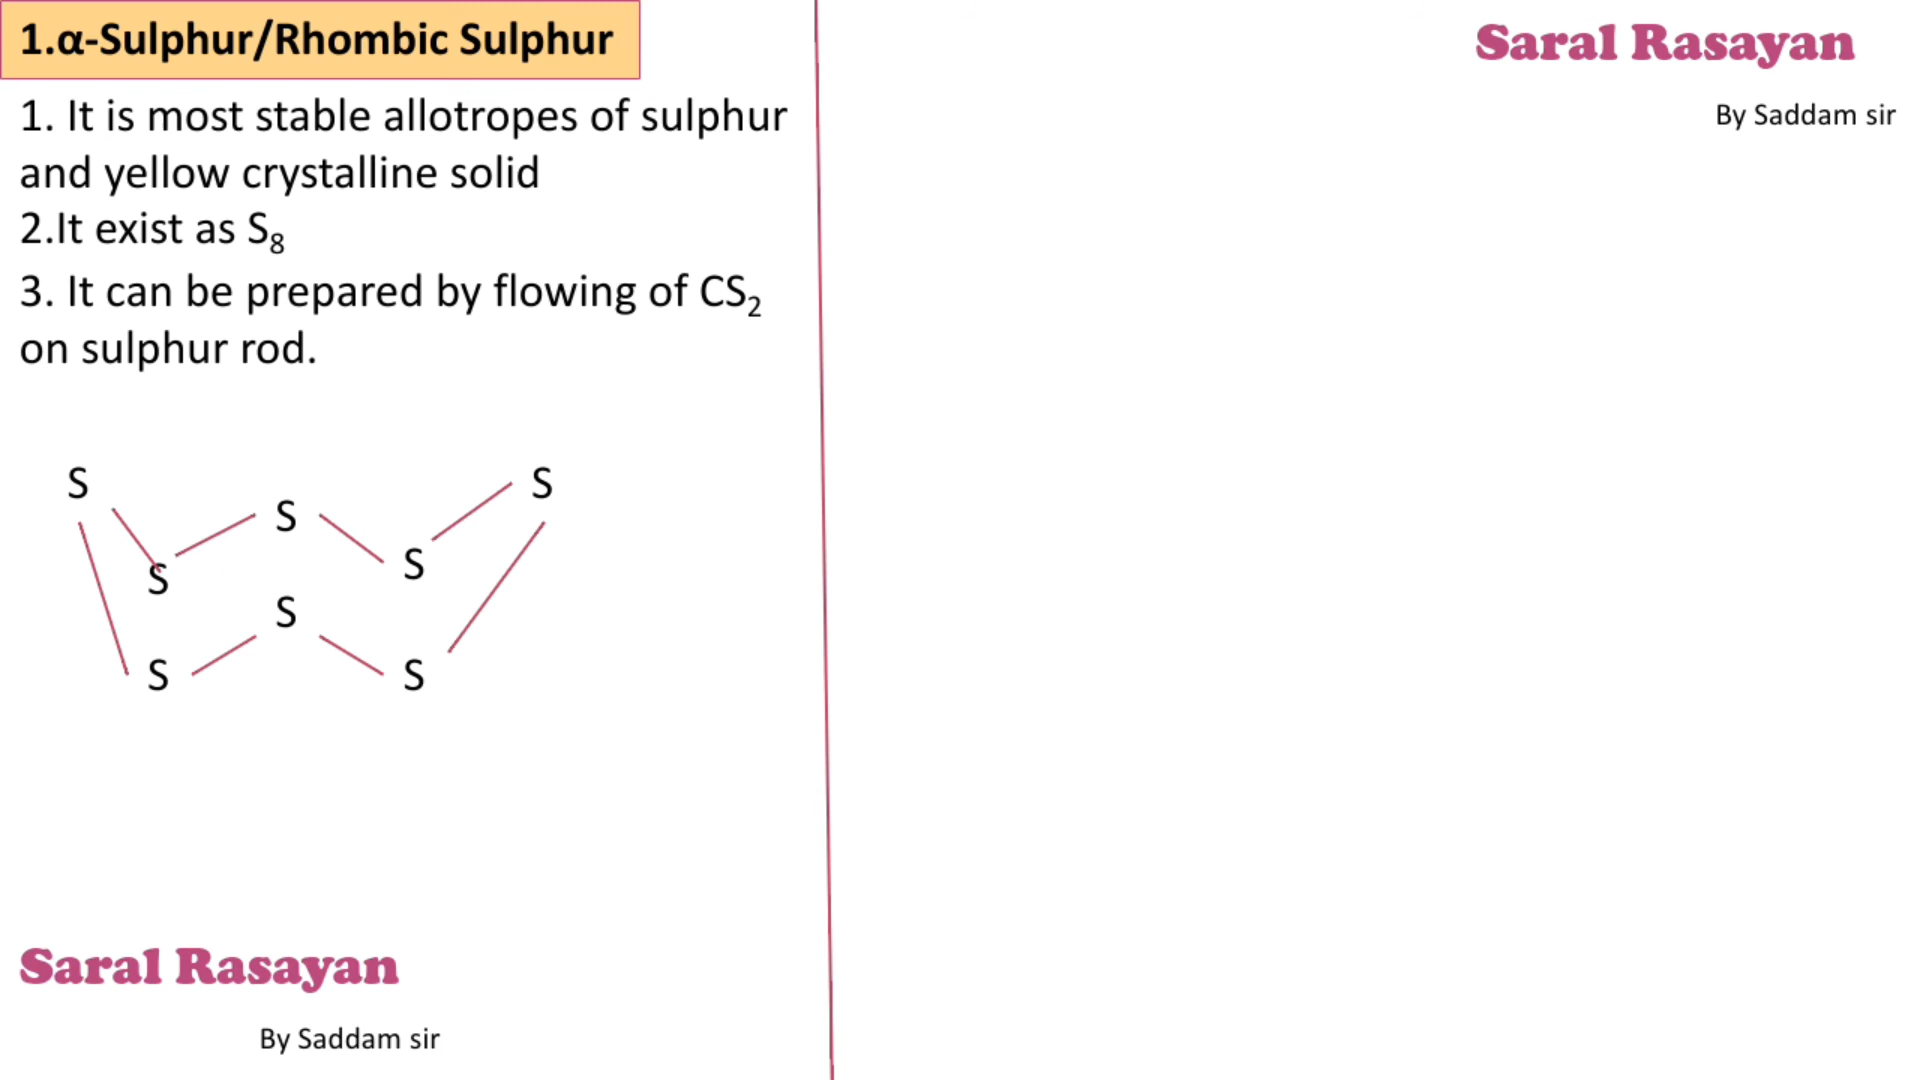 1.α-Sulphur/Rhombic Sulphur
1. It is most stable allotropes of sulphur
and yellow crystalline solid
2.It exist as S₈
3. It can be prepared by flowing of CS₂
on sulphur rod.
S S
S
S
S
S
S S
Saral Rasayan
By Saddam sir
Saral Rasayan
By Saddam sir